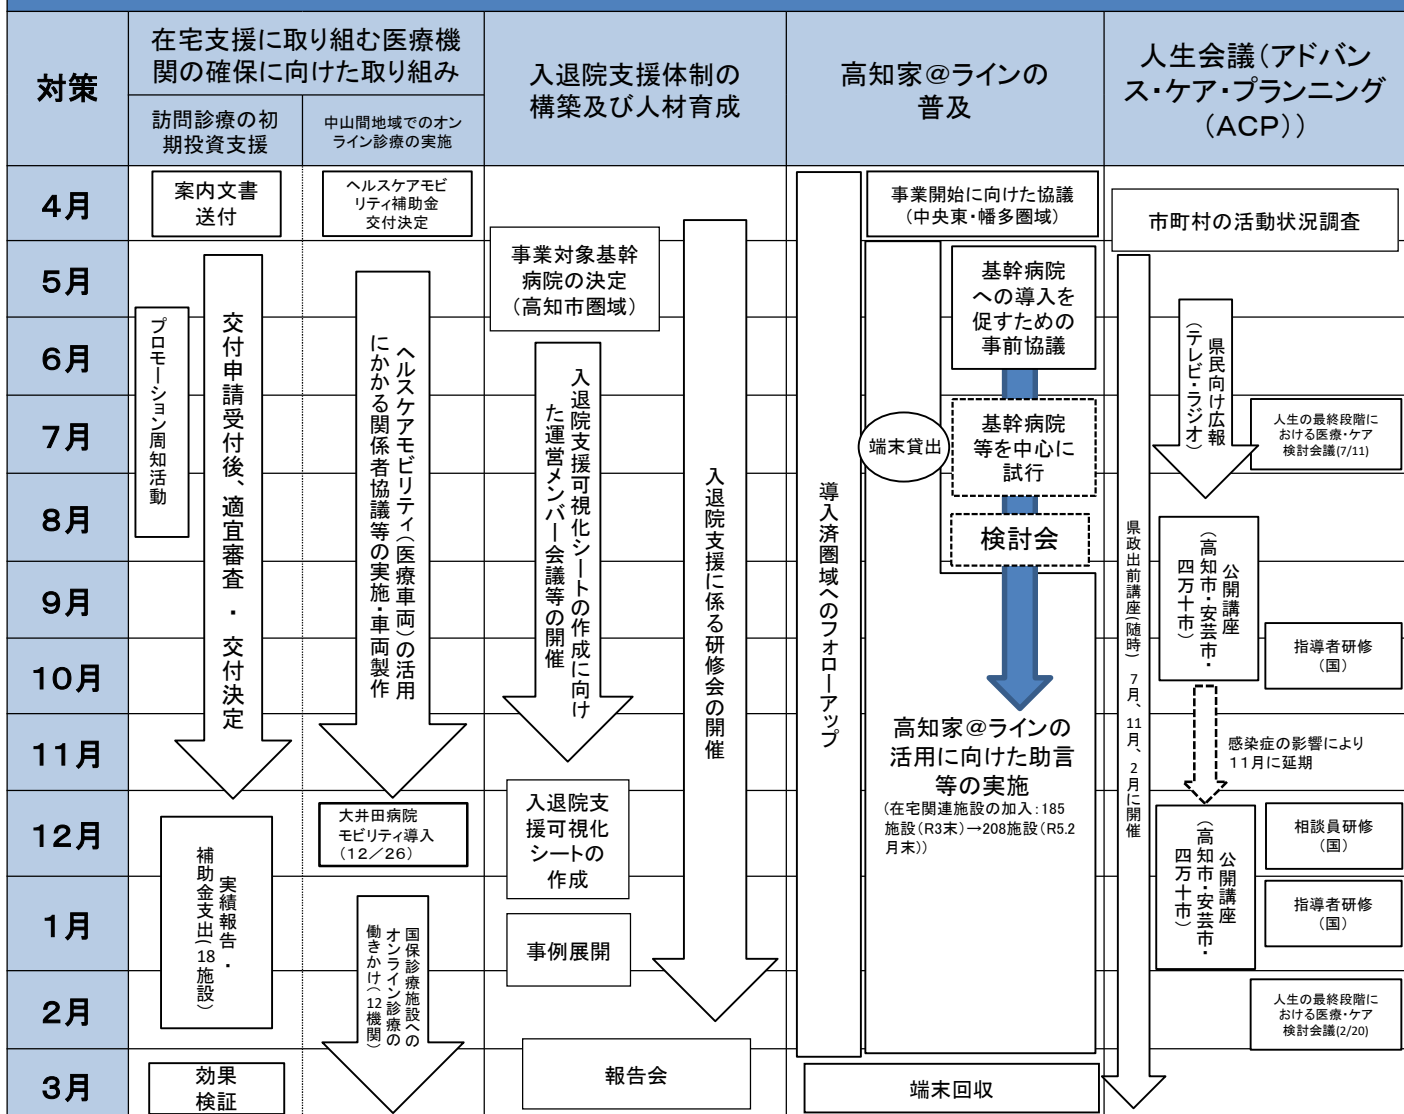 対策
在宅支援に取り組む医療機
関の確保に向けた取り組み
訪問診療の初
期投資支援
中山間地域でのオン
ライン診療の実施
入退院支援体制の
構築及び人材育成
高知家@ラインの
普及
人生会議(アドバン
ス・ケア・プランニング
(ACP))
4月
5月
6月
7月
8月
9月
10月
11月
12月
1月
2月
3月
案内文書
送付
プロモーション周知活動
交付申請受付後、適宜審査・交付決定
実績報告・
補助金支出(18施設)
効果
検証
ヘルスケアモビ
リティ補助金
交付決定
ヘルスケアモビリティ(医療車両)の活用
にかかる関係者協議等の実施・車両製作
大井田病院
モビリティ導入
(12/26)
国保診療施設への
オンライン診療の
働きかけ(12機関)
事業対象基幹
病院の決定
(高知市圏域)
入退院支援可視化シートの作成に向け
た運営メンバー会議等の開催
入退院支
援可視化
シートの
作成
事例展開
入退院支援に係る研修会の開催
報告会
導入済圏域へのフォローアップ
事業開始に向けた協議
(中央東・幡多圏域)
端末貸出
基幹病院
への導入を
促すための
事前協議
基幹病院
等を中心に
試行
検討会
高知家@ラインの
活用に向けた助言
等の実施
(在宅関連施設の加入:185
施設(R3末)→208施設(R5.2
月末))
端末回収
市町村の活動状況調査
県政出前講座(随時) 7月、11月、2月に開催
県民向け広報
(テレビ・ラジオ)
人生の最終段階に
おける医療・ケア
検討会議(7/11)
公開講座
(高知市・安芸市・
四万十市)
指導者研修
(国)
感染症の影響により
11月に延期
公開講座
(高知市・安芸市・
四万十市)
相談員研修
(国)
指導者研修
(国)
人生の最終段階に
おける医療・ケア
検討会議(2/20)